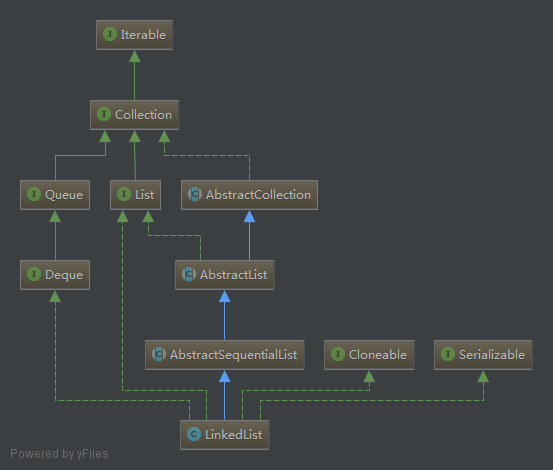 I Iterable
I Collection
I Queue
I List
C AbstractCollection
I Deque
C AbstractList
C AbstractSequentialList
I Cloneable
I Serializable
C LinkedList
Powered by yFiles